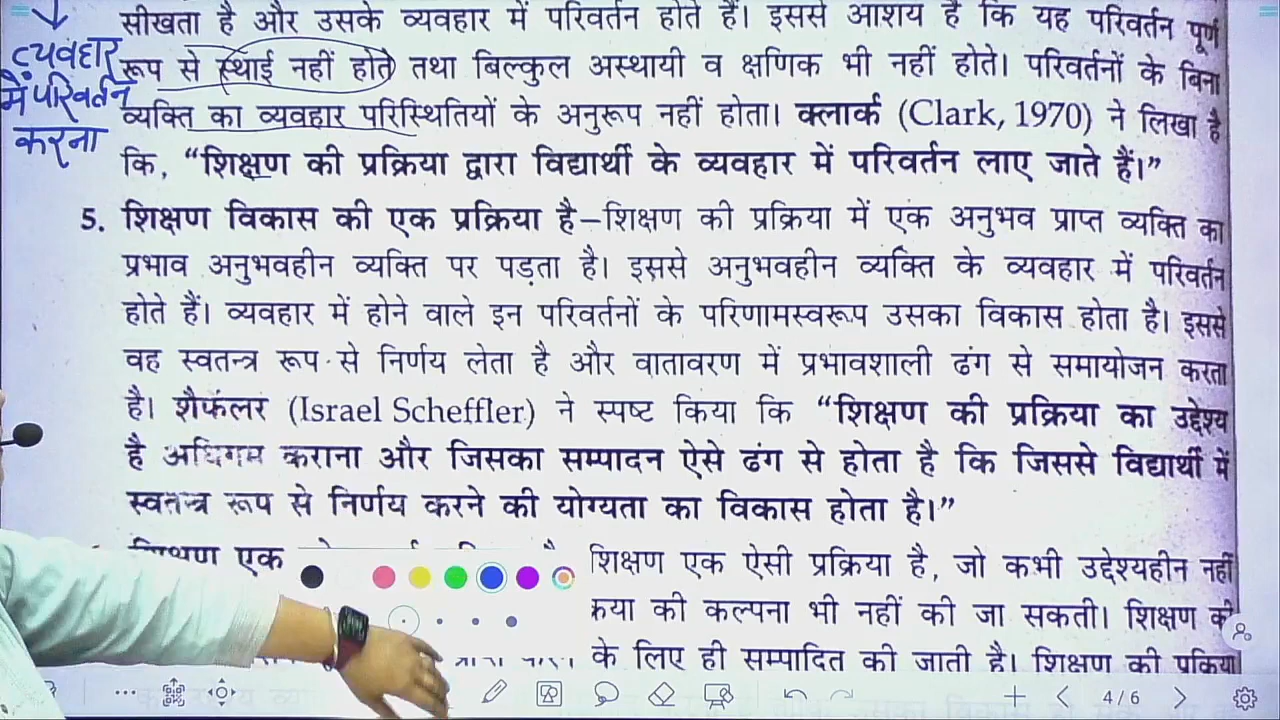 सीखता है और उसके व्यवहार में परिवर्तन होते हैं। इससे आशय है कि यह परिवर्तन पूर्ण
रूप से स्थाई नहीं होते तथा बिल्कुल अस्थायी व क्षणिक भी नहीं होते। परिवर्तनों के बिना
व्यक्ति का व्यवहार परिस्थितियों के अनुरूप नहीं होता। क्लार्क (Clark, 1970) ने लिखा है
कि, “शिक्षण की प्रक्रिया द्वारा विद्यार्थी के व्यवहार में परिवर्तन लाए जाते हैं।”
व्यवहार
में परिवर्तन
करना
5. शिक्षण विकास की एक प्रक्रिया है–शिक्षण की प्रक्रिया में एक अनुभव प्राप्त व्यक्ति का
प्रभाव अनुभवहीन व्यक्ति पर पड़ता है। इससे अनुभवहीन व्यक्ति के व्यवहार में परिवर्तन
होते हैं। व्यवहार में होने वाले इन परिवर्तनों के परिणामस्वरूप उसका विकास होता है। इससे
वह स्वतन्त्र रूप से निर्णय लेता है और वातावरण में प्रभावशाली ढंग से समायोजन करता
है। शैफलर (Israel Scheffler) ने स्पष्ट किया कि “शिक्षण की प्रक्रिया का उद्देश्य
है अधिगम कराना और जिसका सम्पादन ऐसे ढंग से होता है कि जिससे विद्यार्थी में
स्वतन्त्र रूप से निर्णय करने की योग्यता का विकास होता है।”
शिक्षण एक शिक्षण एक ऐसी प्रक्रिया है, जो कभी उद्देश्यहीन नहीं
की कल्पना भी नहीं की जा सकती। शिक्षण की
के लिए ही सम्पादित की जाती है। शिक्षण की प्रक्रिया
4/6